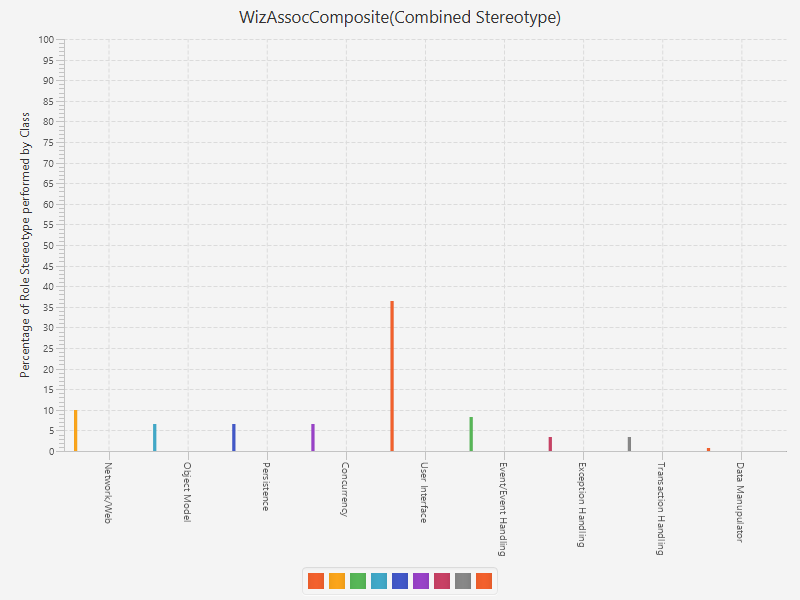 WizAssocComposite(Combined Stereotype)
Percentage of Role Stereotype performed by Class
100
95
90
85
80
75
70
65
60
55
50
45
40
35
30
25
20
15
10
5
0
Network/Web
Object Model
Persistence
Concurrency
User Interface
Event/Event Handling
Exception Handling
Transaction Handling
Data Manupulator